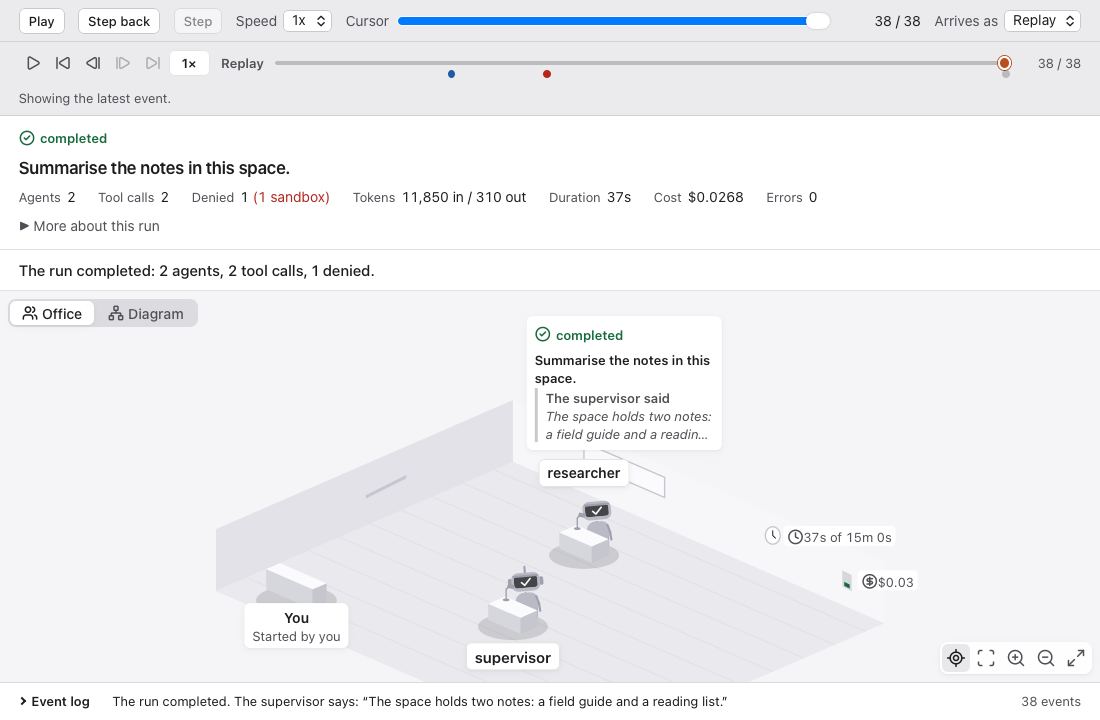 Play Step back Step Speed 1x Cursor 38 / 38 Arrives as Replay
1× Replay 38 / 38
Showing the latest event.
completed
Summarise the notes in this space.
Agents 2 Tool calls 2 Denied 1 (1 sandbox) Tokens 11,850 in / 310 out Duration 37s Cost $0.0268 Errors 0
More about this run
The run completed: 2 agents, 2 tool calls, 1 denied.
Office Diagram
completed
Summarise the notes in this
space.
The supervisor said
The space holds two notes:
a field guide and a readin…
researcher
37s of 15m 0s
$0.03
You
Started by you
supervisor
Event log The run completed. The supervisor says: “The space holds two notes: a field guide and a reading list.” 38 events